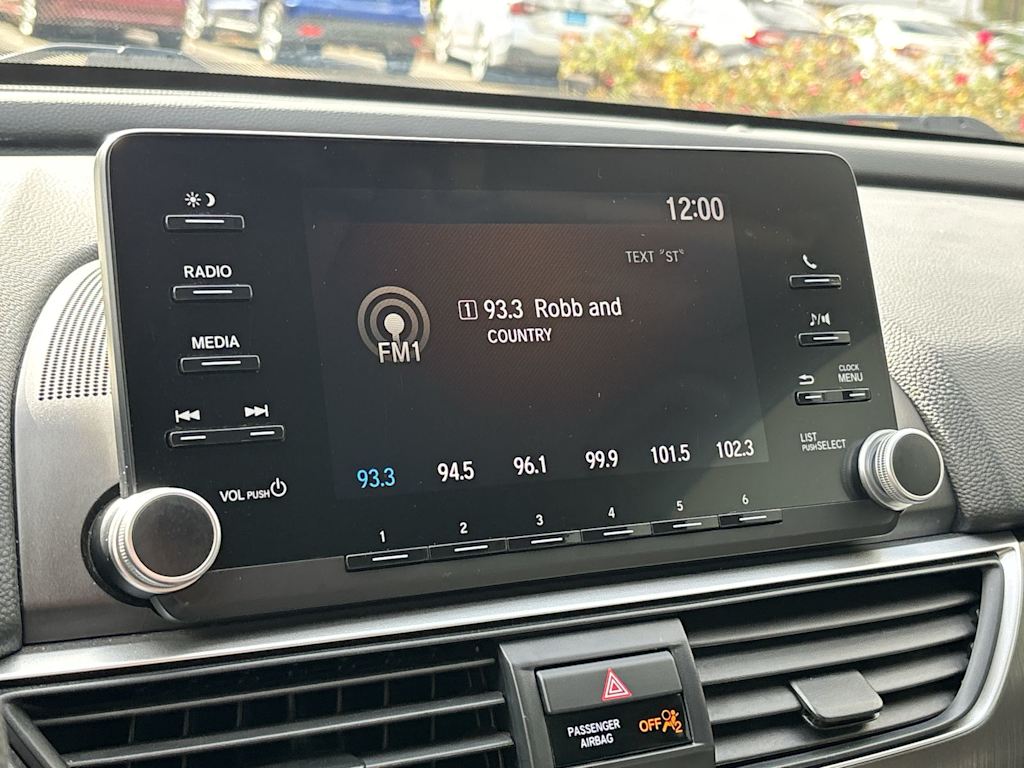 12:00
TEXT "ST"
RADIO
1 93.3 Robb and
COUNTRY
FM1
MEDIA
CLOCK
MENU
LIST
PUSH SELECT
93.3 94.5 96.1 99.9 101.5 102.3
VOL PUSH
1 2 3 4 5 6
PASSENGER
AIRBAG
OFF 2